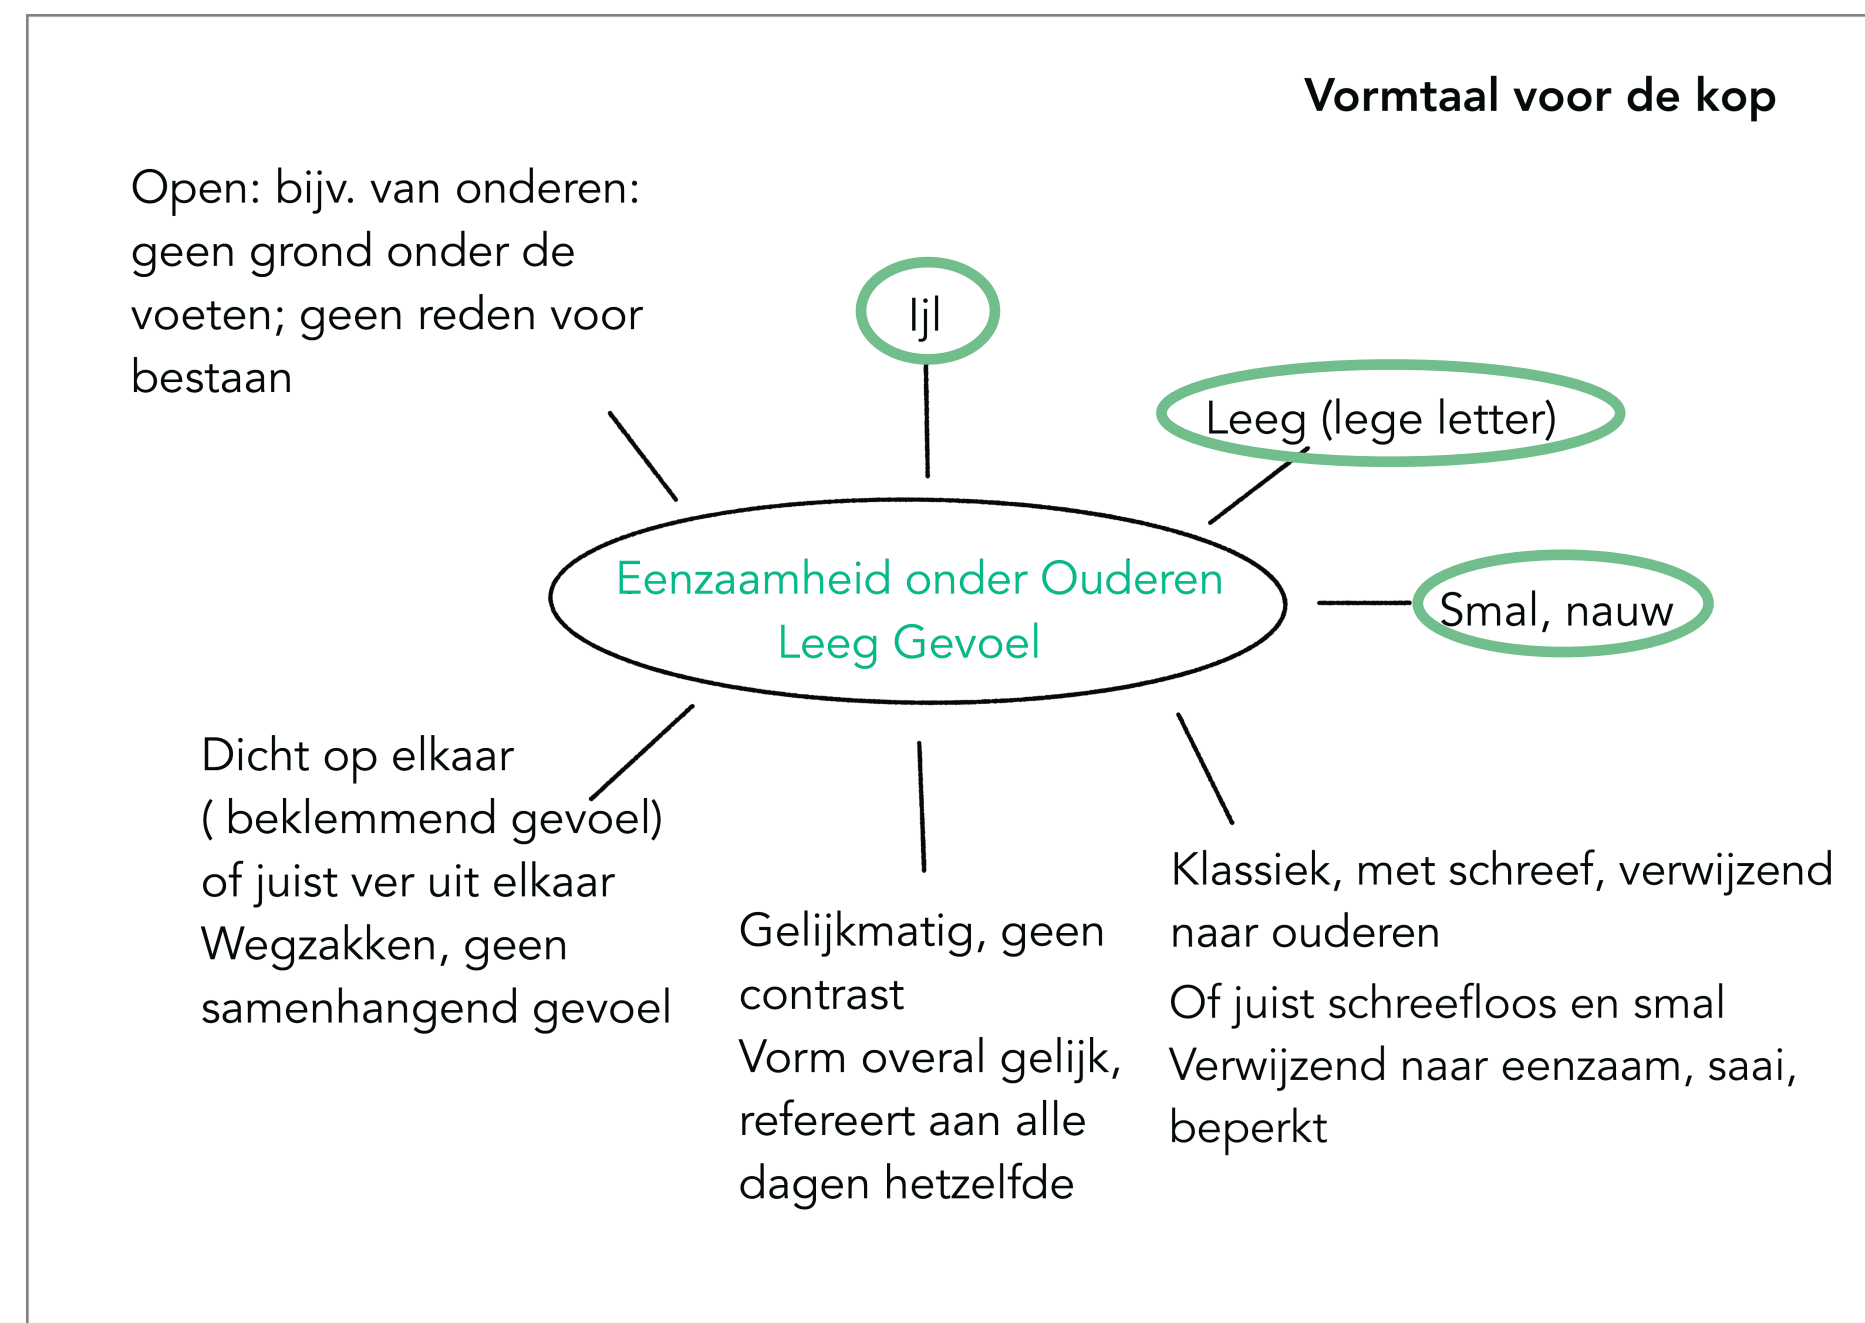 Vormtaal voor de kop
Open: bijv. van onderen:
geen grond onder de
voeten; geen reden voor
bestaan
Ijl
Leeg (lege letter)
Eenzaamheid onder Ouderen
Leeg Gevoel
Smal, nauw
Dicht op elkaar
( beklemmend gevoel)
of juist ver uit elkaar
Wegzakken, geen
samenhangend gevoel
Gelijkmatig, geen
contrast
Vorm overal gelijk,
refereert aan alle
dagen hetzelfde
Klassiek, met schreef, verwijzend
naar ouderen
Of juist schreefloos en smal
Verwijzend naar eenzaam, saai,
beperkt